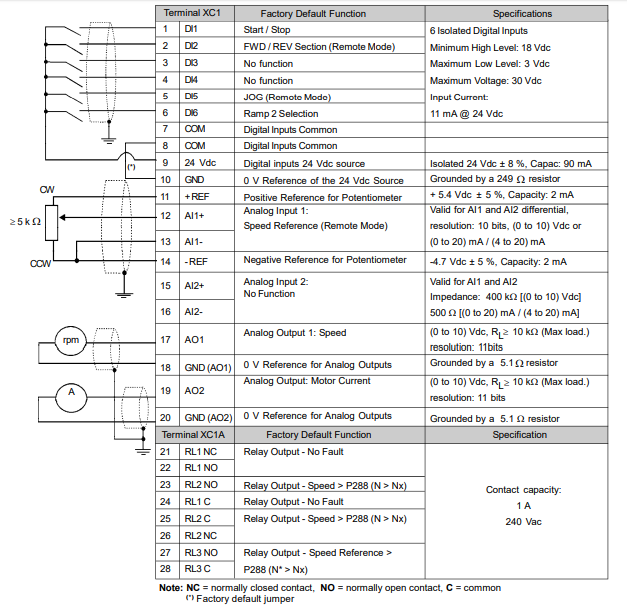 Terminal XC1 Factory Default Function Specifications
1 DI1 Start / Stop 6 Isolated Digital Inputs
2 DI2 FWD / REV Section (Remote Mode) Minimum High Level: 18 Vdc
3 DI3 No function Maximum Low Level: 3 Vdc
4 DI4 No function Maximum Voltage: 30 Vdc
5 DI5 JOG (Remote Mode) Input Current:
6 DI6 Ramp 2 Selection 11 mA @ 24 Vdc
7 COM Digital Inputs Common
8 COM Digital Inputs Common
(*) 9 24 Vdc Digital inputs 24 Vdc source Isolated 24 Vdc ± 8 %, Capac: 90 mA
10 GND 0 V Reference of the 24 Vdc Source Grounded by a 249 Ω resistor
CW 11 +REF Positive Reference for Potentiometer + 5.4 Vdc ± 5 %, Capacity: 2 mA
≥ 5 k Ω 12 AI1+ Analog Input 1: Valid for AI1 and AI2 differential,
Speed Reference (Remote Mode) resolution: 10 bits, (0 to 10) Vdc or
13 AI1- (0 to 20) mA / (4 to 20) mA
CCW 14 -REF Negative Reference for Potentiometer -4.7 Vdc ± 5 %, Capacity: 2 mA
15 AI2+ Analog Input 2: Valid for AI1 and AI2
No Function Impedance: 400 kΩ [(0 to 10) Vdc]
16 AI2- 500 Ω [(0 to 20) mA / (4 to 20) mA]
rpm 17 AO1 Analog Output 1: Speed (0 to 10) Vdc, RL≥ 10 kΩ (Max load.)
resolution: 11bits
18 GND (AO1) 0 V Reference for Analog Outputs Grounded by a 5.1 Ω resistor
A 19 AO2 Analog Output: Motor Current (0 to 10) Vdc, RL≥ 10 kΩ (Max load.)
resolution: 11 bits
20 GND (AO2) 0 V Reference for Analog Outputs Grounded by a 5.1 Ω resistor
Terminal XC1A Factory Default Function Specification
21 RL1 NC Relay Output - No Fault
22 RL1 NO
23 RL2 NO Relay Output - Speed > P288 (N > Nx) Contact capacity:
24 RL1 C Relay Output - No Fault 1 A
25 RL2 C Relay Output - Speed > P288 (N > Nx) 240 Vac
26 RL2 NC
27 RL3 NO Relay Output - Speed Reference >
28 RL3 C P288 (N* > Nx)
Note: NC = normally closed contact, NO = normally open contact, C = common
(*) Factory default jumper